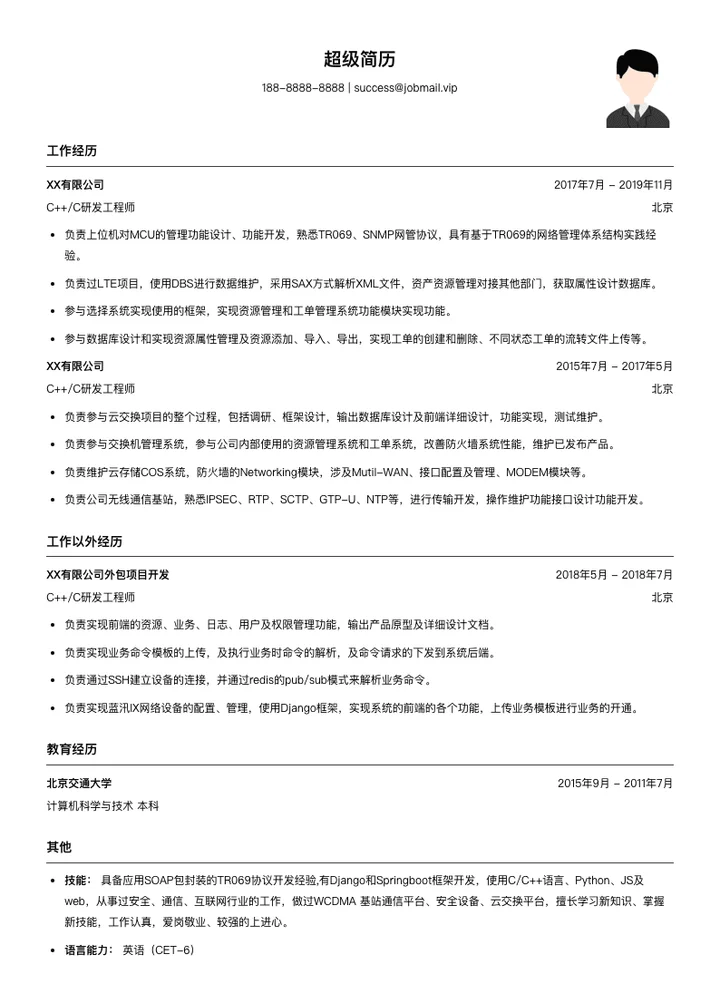 超级简历
188-8888-8888 | success@jobmail.vip
工作经历
XX有限公司 2017年7月 - 2019年11月
C++/C研发工程师 北京
• 负责上位机对MCU的管理功能设计、功能开发，熟悉TR069、SNMP网管协议，具有基于TR069的网络管理体系结构实践经
验。
• 负责过LTE项目，使用DBS进行数据维护，采用SAX方式解析XML文件，资产资源管理对接其他部门，获取属性设计数据库。
• 参与选择系统实现使用的框架，实现资源管理和工单管理系统功能模块实现功能。
• 参与数据库设计和实现资源属性管理及资源添加、导入、导出，实现工单的创建和删除、不同状态工单的流转文件上传等。
XX有限公司 2015年7月 - 2017年5月
C++/C研发工程师 北京
• 负责参与云交换项目的整个过程，包括调研、框架设计，输出数据库设计及前端详细设计，功能实现，测试维护。
• 负责参与交换机管理系统，参与公司内部使用的资源管理系统和工单系统，改善防火墙系统性能，维护已发布产品。
• 负责维护云存储COS系统，防火墙的Networking模块，涉及Mutil-WAN、接口配置及管理、MODEM模块等。
• 负责公司无线通信基站，熟悉IPSEC、RTP、SCTP、GTP-U、NTP等，进行传输开发，操作维护功能接口设计功能开发。
工作以外经历
XX有限公司外包项目开发 2018年5月 - 2018年7月
C++/C研发工程师 北京
• 负责实现前端的资源、业务、日志、用户及权限管理功能，输出产品原型及详细设计文档。
• 负责实现业务命令模板的上传，及执行业务时命令的解析，及命令请求的下发到系统后端。
• 负责通过SSH建立设备的连接，并通过redis的pub/sub模式来解析业务命令。
• 负责实现蓝汛IX网络设备的配置、管理，使用Django框架，实现系统的前端的各个功能，上传业务模板进行业务的开通。
教育经历
北京交通大学 2015年9月 - 2011年7月
计算机科学与技术 本科
其他
• 技能： 具备应用SOAP包封装的TR069协议开发经验,有Django和Springboot框架开发，使用C/C++语言、Python、JS及
web，从事过安全、通信、互联网行业的工作，做过WCDMA 基站通信平台、安全设备、云交换平台，擅长学习新知识、掌握
新技能，工作认真，爱岗敬业、较强的上进心。
• 语言能力： 英语（CET-6）